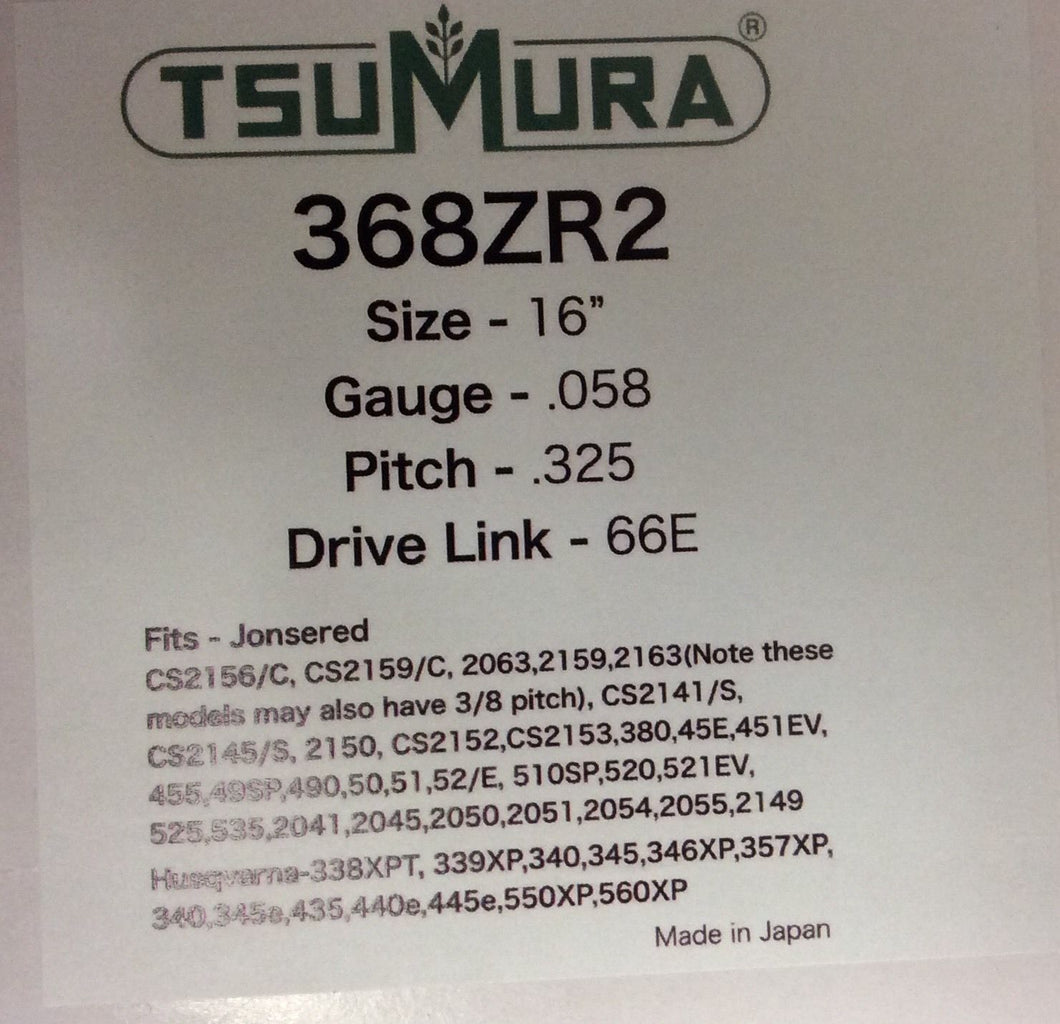 TSUMURA®
368ZR2
Size - 16”
Gauge - .058
Pitch - .325
Drive Link - 66E
Fits - Jonsered
CS2156/C, CS2159/C, 2063,2159,2163(Note these
models may also have 3/8 pitch), CS2141/S,
CS2145/S, 2150, CS2152,CS2153,380,45E,451EV,
455,49SP,490,50,51,52/E, 510SP,520,521EV,
525,535,2041,2045,2050,2051,2054,2055,2149
Husqvarna-338XPT, 339XP,340,345,346XP,357XP,
340,345e,435,440e,445e,550XP,560XP
Made in Japan